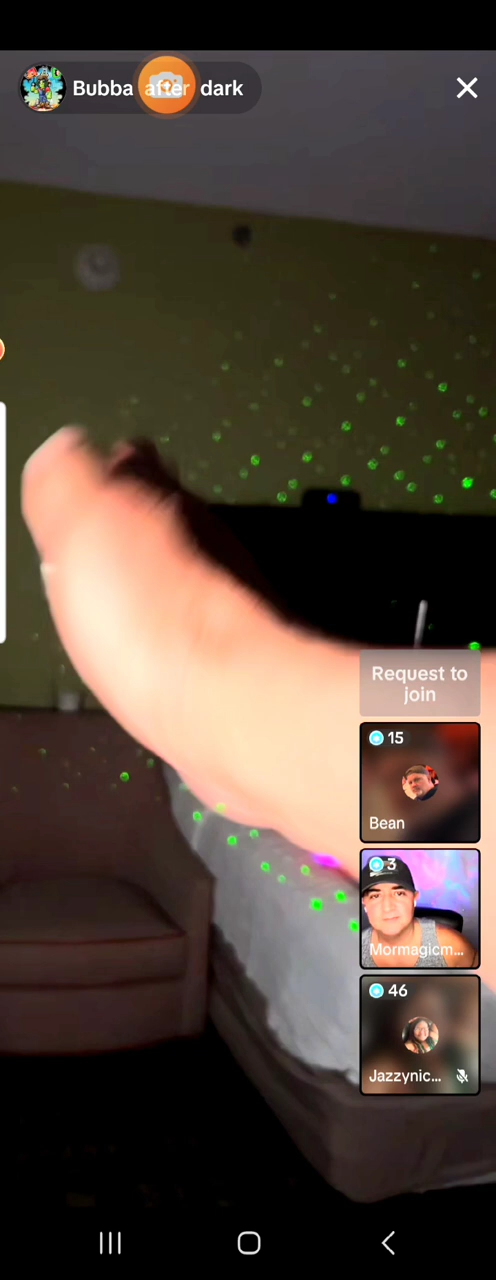 Bubba after dark
Request to
join
15
Bean
3
Mormagicm...
46
Jazzynic...